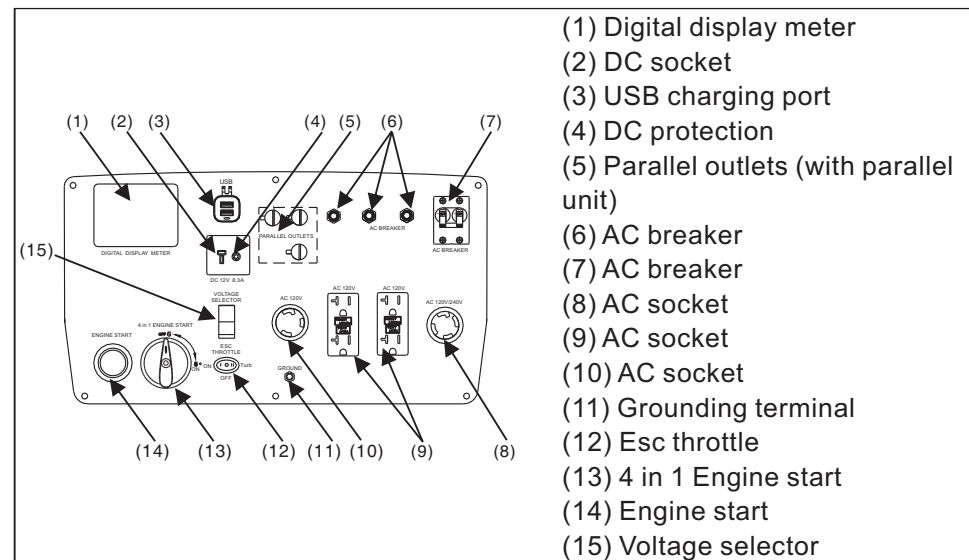 (1) Digital display meter
(2) DC socket
(3) USB charging port
(4) DC protection
(5) Parallel outlets (with parallel
unit)
(6) AC breaker
(7) AC breaker
(8) AC socket
(9) AC socket
(10) AC socket
(11) Grounding terminal
(12) Esc throttle
(13) 4 in 1 Engine start
(14) Engine start
(15) Voltage selector
(1) (2) (3) (4) (5) (6) (7)
USB
PARALLEL OUTLETS
AC BREAKER
AC BREAKER
DIGITAL DISPLAY METER
(15)
DC 12V 8.3A
VOLTAGE
SELECTOR
AC 120V
AC 120V
AC 120V
AC 120V/240V
ENGINE START
4 in 1 ENGINE START
OFF
ON
ESC
THROTTLE
ON
Turb
OFF
GROUND
(14) (13) (12) (11) (10) (9) (8)